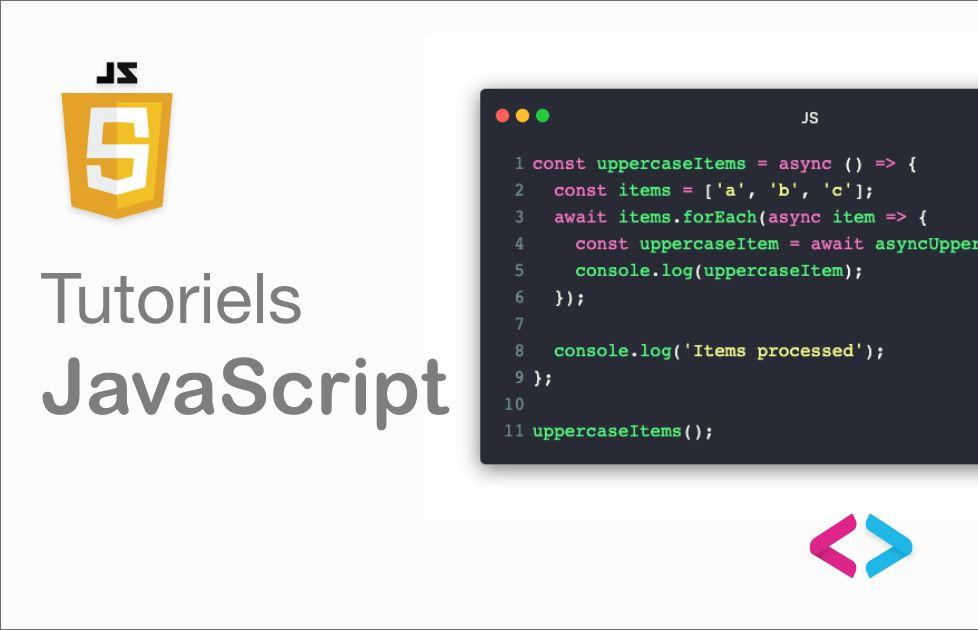 JS
Tutoriels
JavaScript
JS
1 const uppercaseItems = async () => {
2 const items = ['a', 'b', 'c'];
3 await items.forEach(async item => {
4 const uppercaseItem = await asyncUpper
5 console.log(uppercaseItem);
6 });
7
8 console.log('Items processed');
9 };
10
11 uppercaseItems();